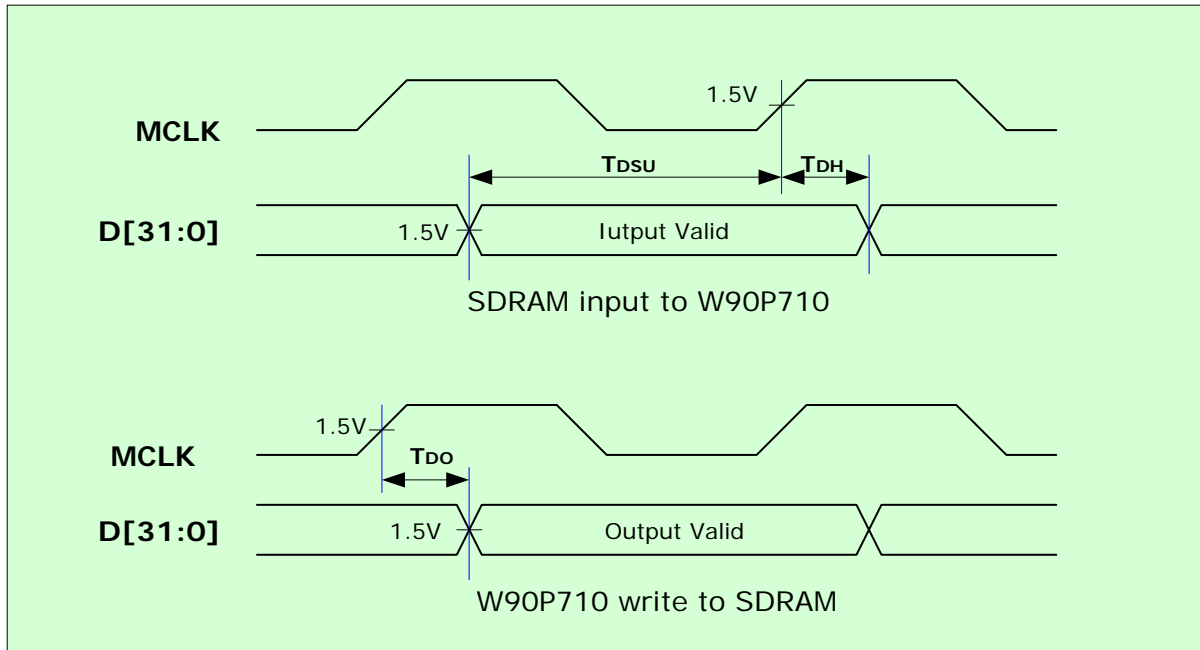 1.5V
MCLK
TDSU
TDH
D[31:0]
1.5V
Iutput Valid
SDRAM input to W90P710
1.5V
MCLK
TDO
D[31:0]
1.5V
Output Valid
W90P710 write to SDRAM